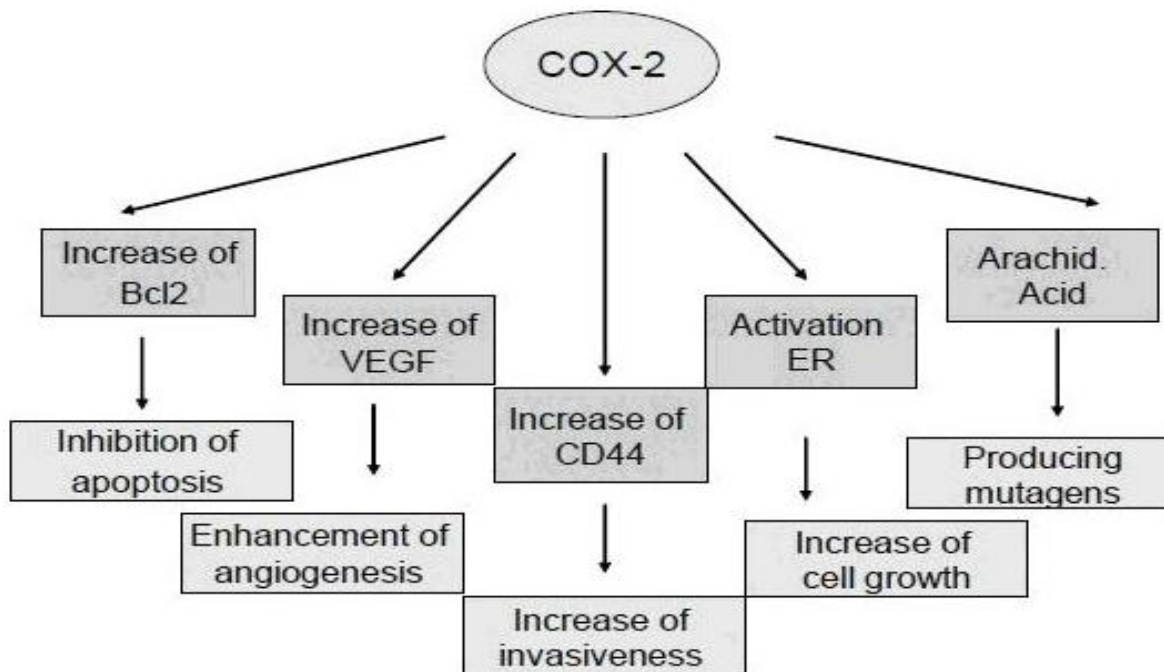 COX-2
Increase of
Bcl2
Increase of
VEGF
Increase of
CD44
Activation
ER
Arachid.
Acid
Inhibition of
apoptosis
Enhancement of
angiogenesis
Increase of
invasiveness
Increase of
cell growth
Producing
mutagens